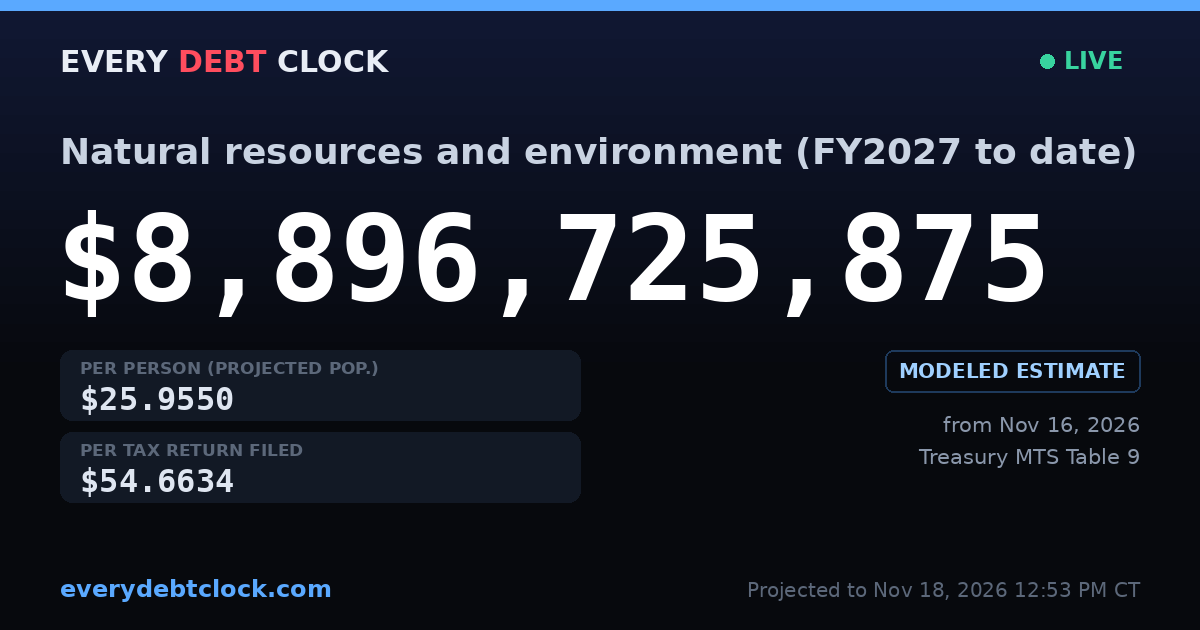 EVERY DEBT CLOCK
LIVE
Natural resources and environment (FY2027 to date)
$8,896,725,875
PER PERSON (PROJECTED POP.)
$25.9550
PER TAX RETURN FILED
$54.6634
MODELED ESTIMATE
from Nov 16, 2026
Treasury MTS Table 9
everydebtclock.com
Projected to Nov 18, 2026 12:53 PM CT